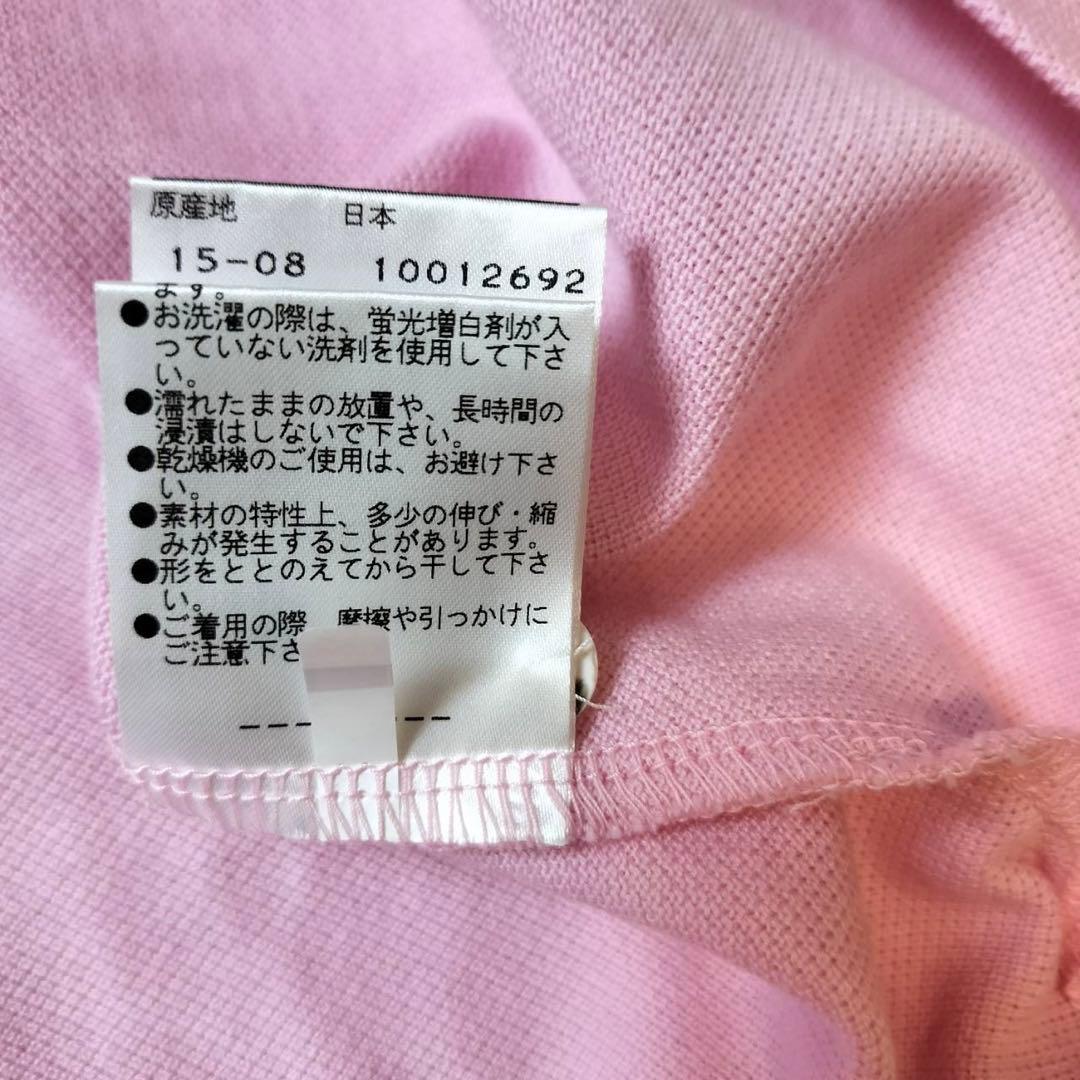 原産地 日本
15-08 10012692
ます。
●お洗濯の際は、蛍光増白剤が入
っていない洗剤を使用して下さ
い。
●濡れたままの放置や、長時間の
浸漬はしないで下さい。
●乾燥機のご使用は、お避け下さ
い。
●素材の特性上、多少の伸び・縮
みが発生することがあります。
●形をととのえてから干して下さ
い。
●ご着用の際 摩擦や引っかけに
ご注意下さ